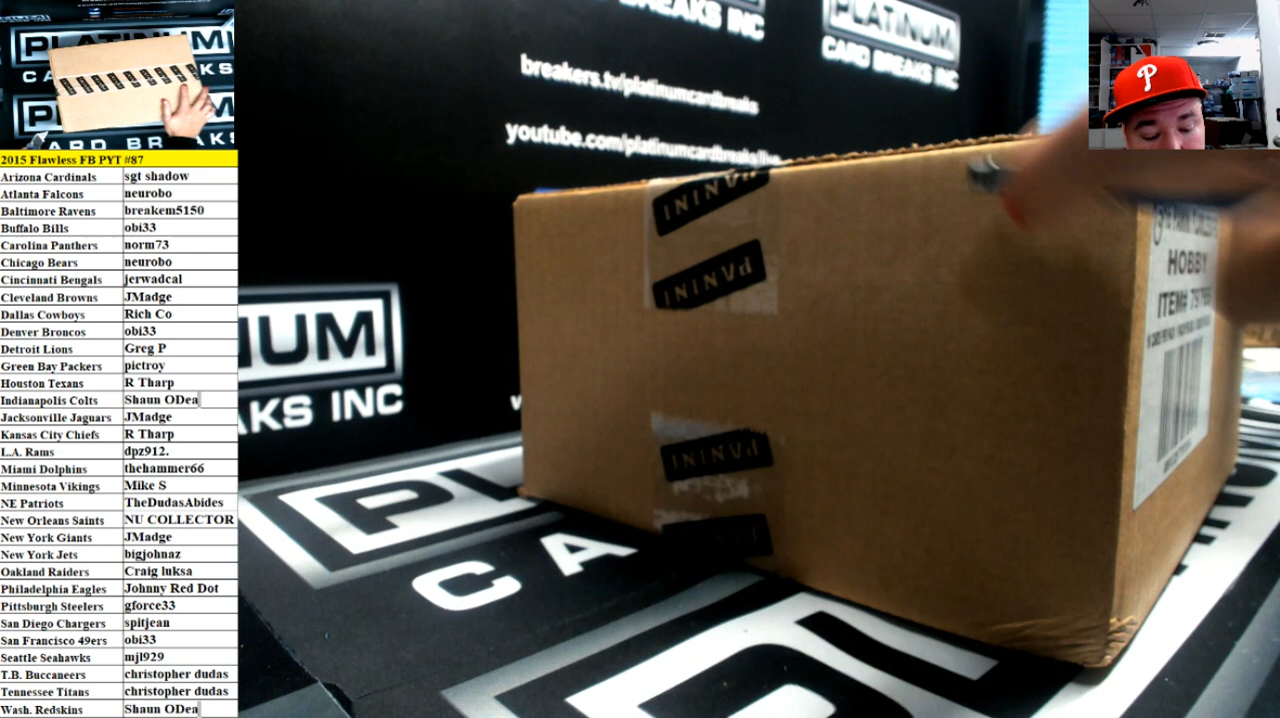 PLATINUM
CARD BREAKS
2015 Flawless FB PYT #87
Arizona Cardinals sgt shadow
Atlanta Falcons neurobo
Baltimore Ravens breakem5150
Buffalo Bills obi33
Carolina Panthers norm73
Chicago Bears neurobo
Cincinnati Bengals jerwadcal
Cleveland Browns JMadge
Dallas Cowboys Rich Co
Denver Broncos obi33
Detroit Lions Greg P
Green Bay Packers pictroy
Houston Texans R Tharp
Indianapolis Colts Shaun ODea
Jacksonville Jaguars JMadge
Kansas City Chiefs R Tharp
L.A. Rams dpz912.
Miami Dolphins thehammer66
Minnesota Vikings Mike S
NE Patriots TheDudasAbides
New Orleans Saints NU COLLECTOR
New York Giants JMadge
New York Jets bigjohnaz
Oakland Raiders Craig luksa
Philadelphia Eagles Johnny Red Dot
Pittsburgh Steelers gforce33
San Diego Chargers spitjean
San Francisco 49ers obi33
Seattle Seahawks mjl929
T.B. Buccaneers christopher dudas
Tennessee Titans christopher dudas
Wash. Redskins Shaun ODea
BREAKS INC
PLATINUM
CARD BREAKS INC
breakers.tv/platinumcardbreaks
youtube.com/platinumcardbreaks/live
NUM
AKS INC
PANINI
PANINI
PANINI
HOBBY
ITEM#
PL
CA
P